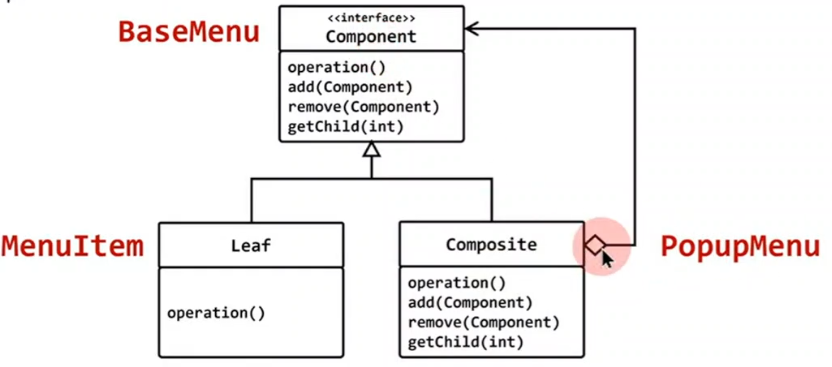 BaseMenu
<<interface>>
Component
operation()
add(Component)
remove(Component)
getChild(int)
MenuItem
Leaf
operation()
Composite
operation()
add(Component)
remove(Component)
getChild(int)
PopupMenu